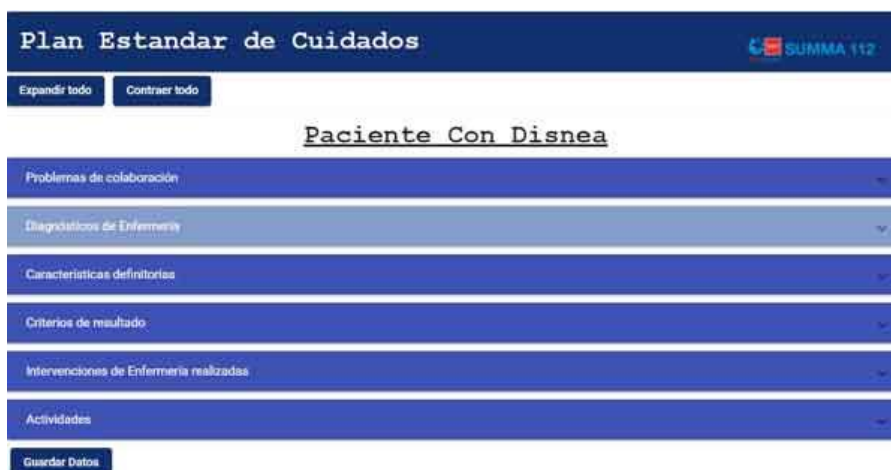 Plan Estandar de Cuidados
SUMMA 112
Expandir todo Contraer todo
Paciente Con Disnea
Problemas de colaboración
Diagnósticos de Enfermería
Características definitorias
Criterios de resultado
Intervenciones de Enfermería realizadas
Actividades
Guardar Datos